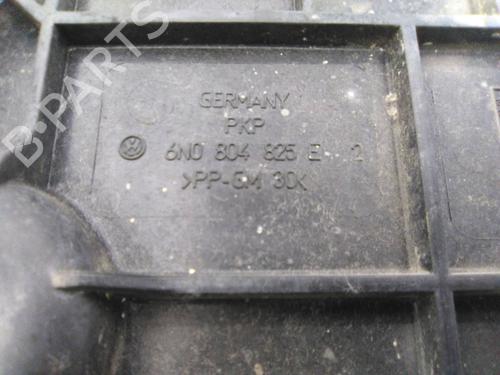 GERMANY
PKP
6N0 804 825 E 2
>PP-GM 30<
B-PARTS